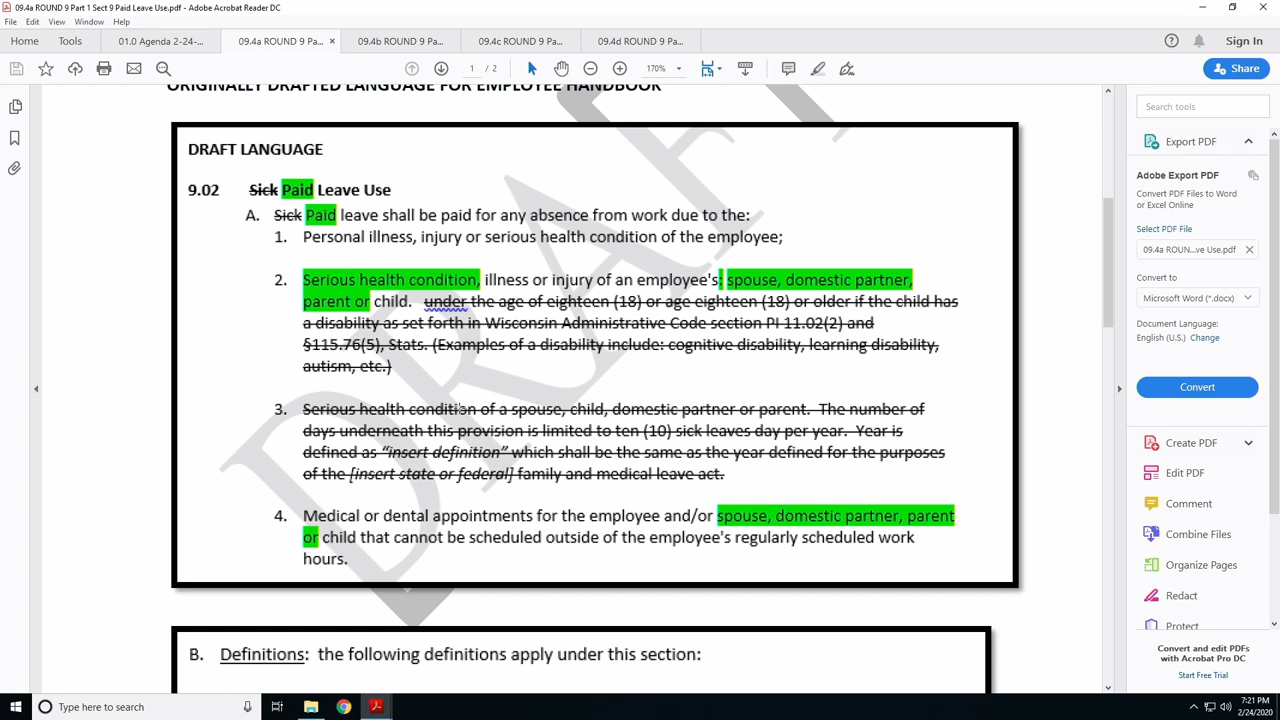 09.4a ROUND 9 Part 1 Sect 9 Paid Leave Use.pdf - Adobe Acrobat Reader DC
File Edit View Window Help
Home Tools 01.0 Agenda 2-24-... 09.4a ROUND 9 Pa... × 09.4b ROUND 9 Pa... 09.4c ROUND 9 Pa... 09.4d ROUND 9 Pa... Sign In
1 / 2 170% Share
ORIGINALLY DRAFTED LANGUAGE FOR EMPLOYEE HANDBOOK
DRAFT
DRAFT LANGUAGE
9.02 Sick Paid Leave Use
A. Sick Paid leave shall be paid for any absence from work due to the:
1. Personal illness, injury or serious health condition of the employee;
2. Serious health condition, illness or injury of an employee's: spouse, domestic partner,
parent or child. under the age of eighteen (18) or age eighteen (18) or older if the child has
a disability as set forth in Wisconsin Administrative Code section PI 11.02(2) and
§115.76(5), Stats. (Examples of a disability include: cognitive disability, learning disability,
autism, etc.)
3. Serious health condition of a spouse, child, domestic partner or parent. The number of
days underneath this provision is limited to ten (10) sick leaves day per year. Year is
defined as “insert definition” which shall be the same as the year defined for the purposes
of the [insert state or federal] family and medical leave act.
4. Medical or dental appointments for the employee and/or spouse, domestic partner, parent
or child that cannot be scheduled outside of the employee's regularly scheduled work
hours.
B. Definitions: the following definitions apply under this section:
Search tools
Export PDF
Adobe Export PDF
Convert PDF Files to Word
or Excel Online
Select PDF File
09.4a ROUN...ve Use.pdf
Convert to
Microsoft Word (*.docx)
Document Language:
English (U.S.) Change
Convert
Create PDF
Edit PDF
Comment
Combine Files
Organize Pages
Redact
Protect
Convert and edit PDFs
with Acrobat Pro DC
Start Free Trial
Type here to search
7:21 PM
2/24/2020